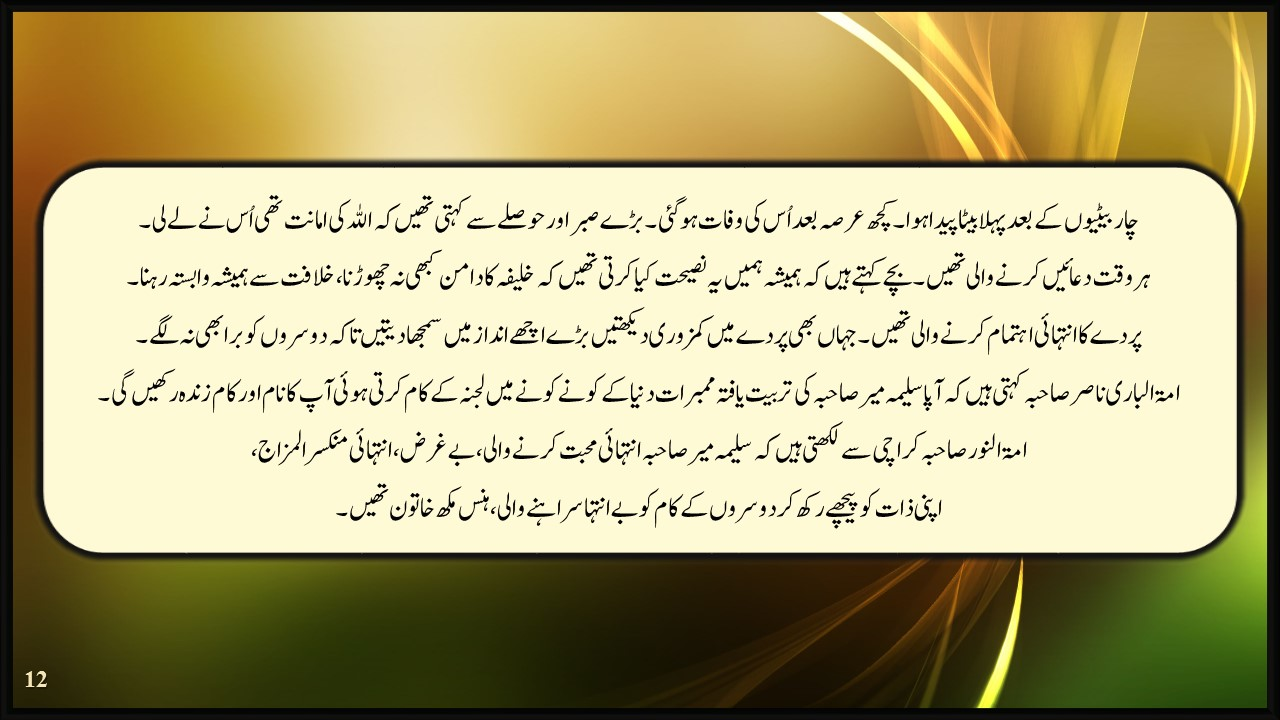 چار بیٹیوں کے بعد پہلا بیٹا پیدا ہوا۔ کچھ عرصہ بعد اُس کی وفات ہوگئی۔ بڑے صبر اور حوصلے سے کہتی تھیں کہ اللہ کی امانت تھی اُس نے لے لی۔
ہر وقت دعائیں کرنے والی تھیں۔ بچے کہتے ہیں کہ ہمیشہ ہمیں یہ نصیحت کیا کرتی تھیں کہ خلیفہ کا دامن کبھی نہ چھوڑنا، خلافت سے ہمیشہ وابستہ رہنا۔
پردے کا انتہائی اہتمام کرنے والی تھیں۔ جہاں بھی پردے میں کمزوری دیکھتیں بڑے اچھے انداز میں سمجھا دیتیں تاکہ دوسروں کو برا بھی نہ لگے۔
امۃ الباری ناصر صاحبہ کہتی ہیں کہ آپا سلیمہ میر صاحبہ کی تربیت یافتہ ممبرات دنیا کے کونے کونے میں لجنہ کے کام کرتی ہوئی آپ کا نام اور کام زندہ رکھیں گی۔
امۃ النور صاحبہ کراچی سے لکھتی ہیں کہ سلیمہ میر صاحبہ انتہائی محبت کرنے والی، بے غرض، انتہائی منکسر المزاج،
اپنی ذات کو پیچھے رکھ کر دوسروں کے کام کو بے انتہا سراہنے والی، ہنس مکھ خاتون تھیں۔
12